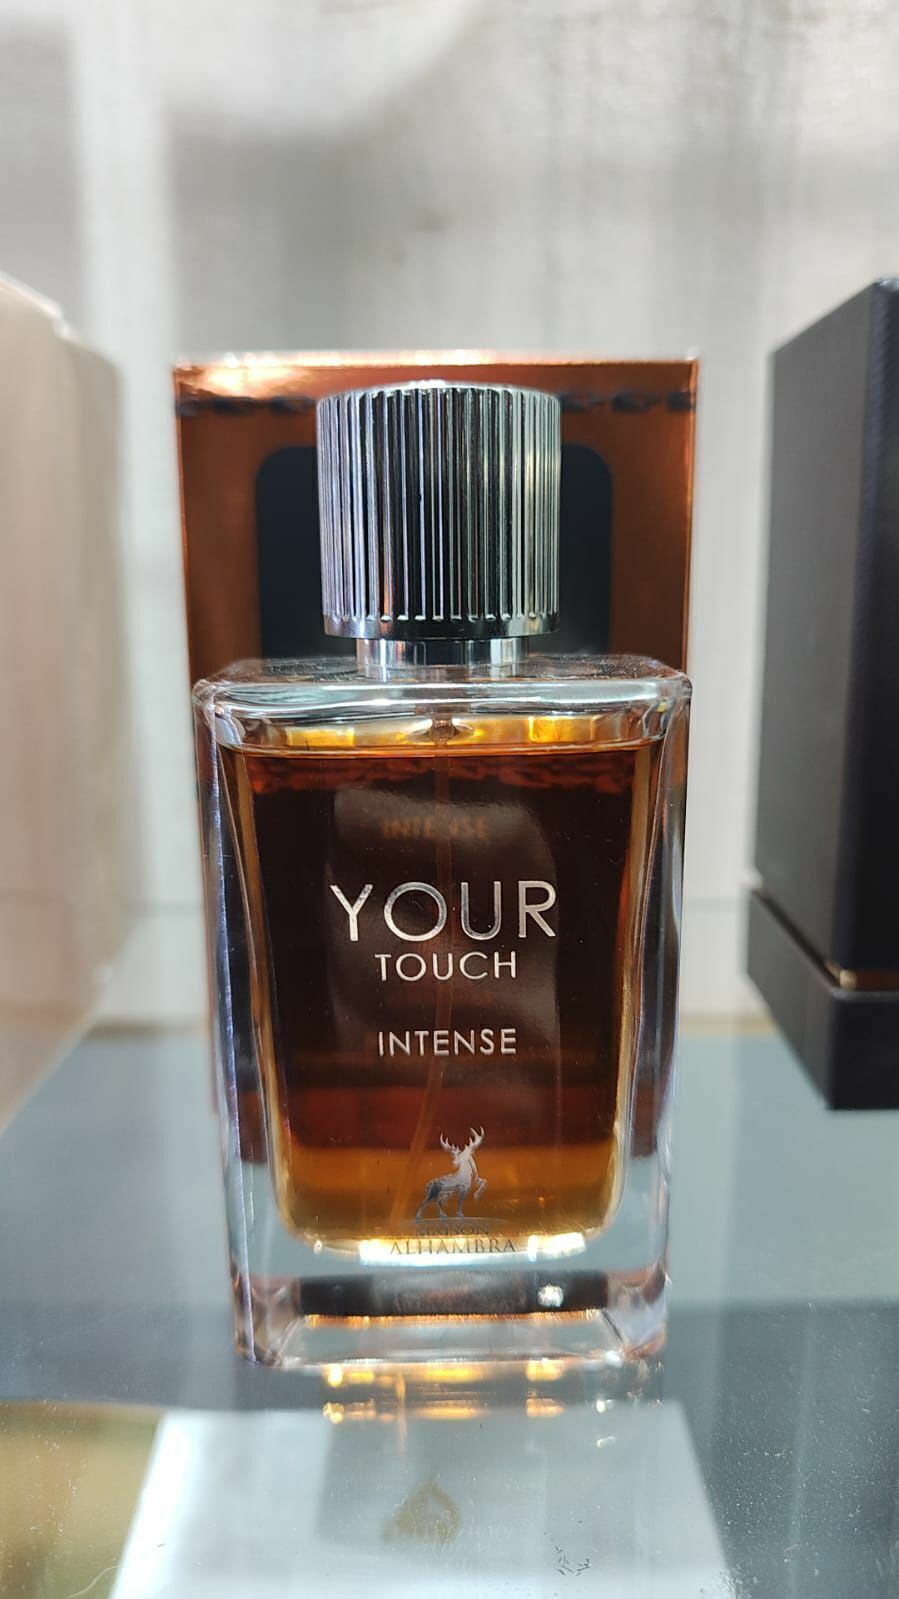 INTENSE
YOUR
TOUCH
INTENSE
MAISON
ALHAMBRA